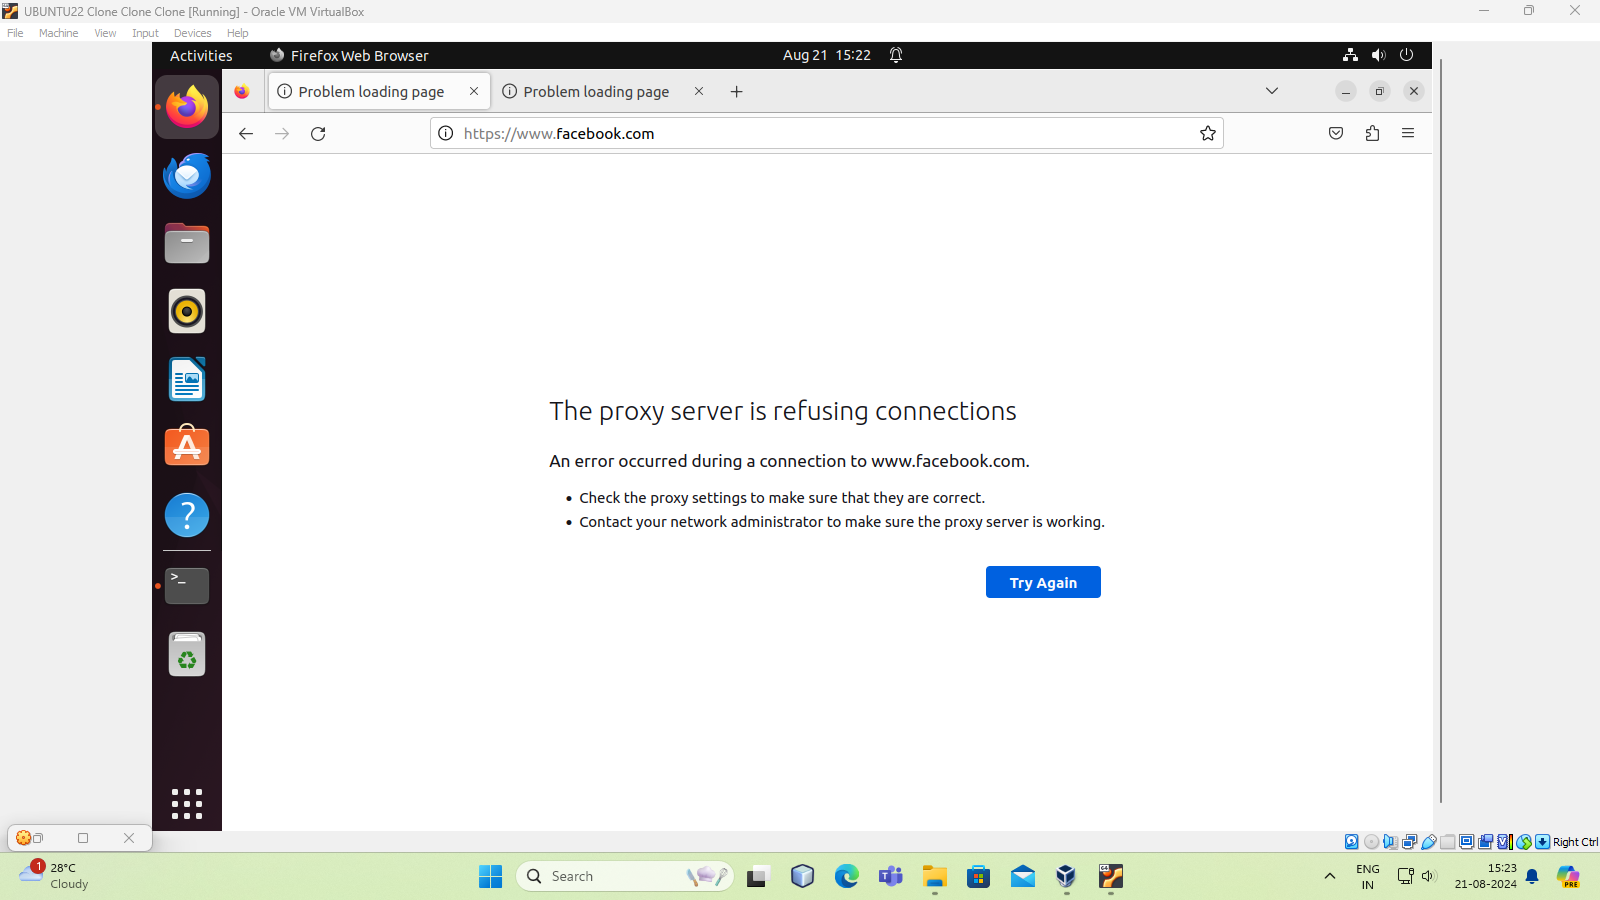 UBUNTU22 Clone Clone Clone [Running] - Oracle VM VirtualBox
File Machine View Input Devices Help
Activities Firefox Web Browser Aug 21 15:22
Problem loading page Problem loading page
https://www.facebook.com
The proxy server is refusing connections
An error occurred during a connection to www.facebook.com.
• Check the proxy settings to make sure that they are correct.
• Contact your network administrator to make sure the proxy server is working.
Try Again
Right Ctrl
1
28°C
Cloudy
Search
ENG
IN
15:23
21-08-2024
PRE